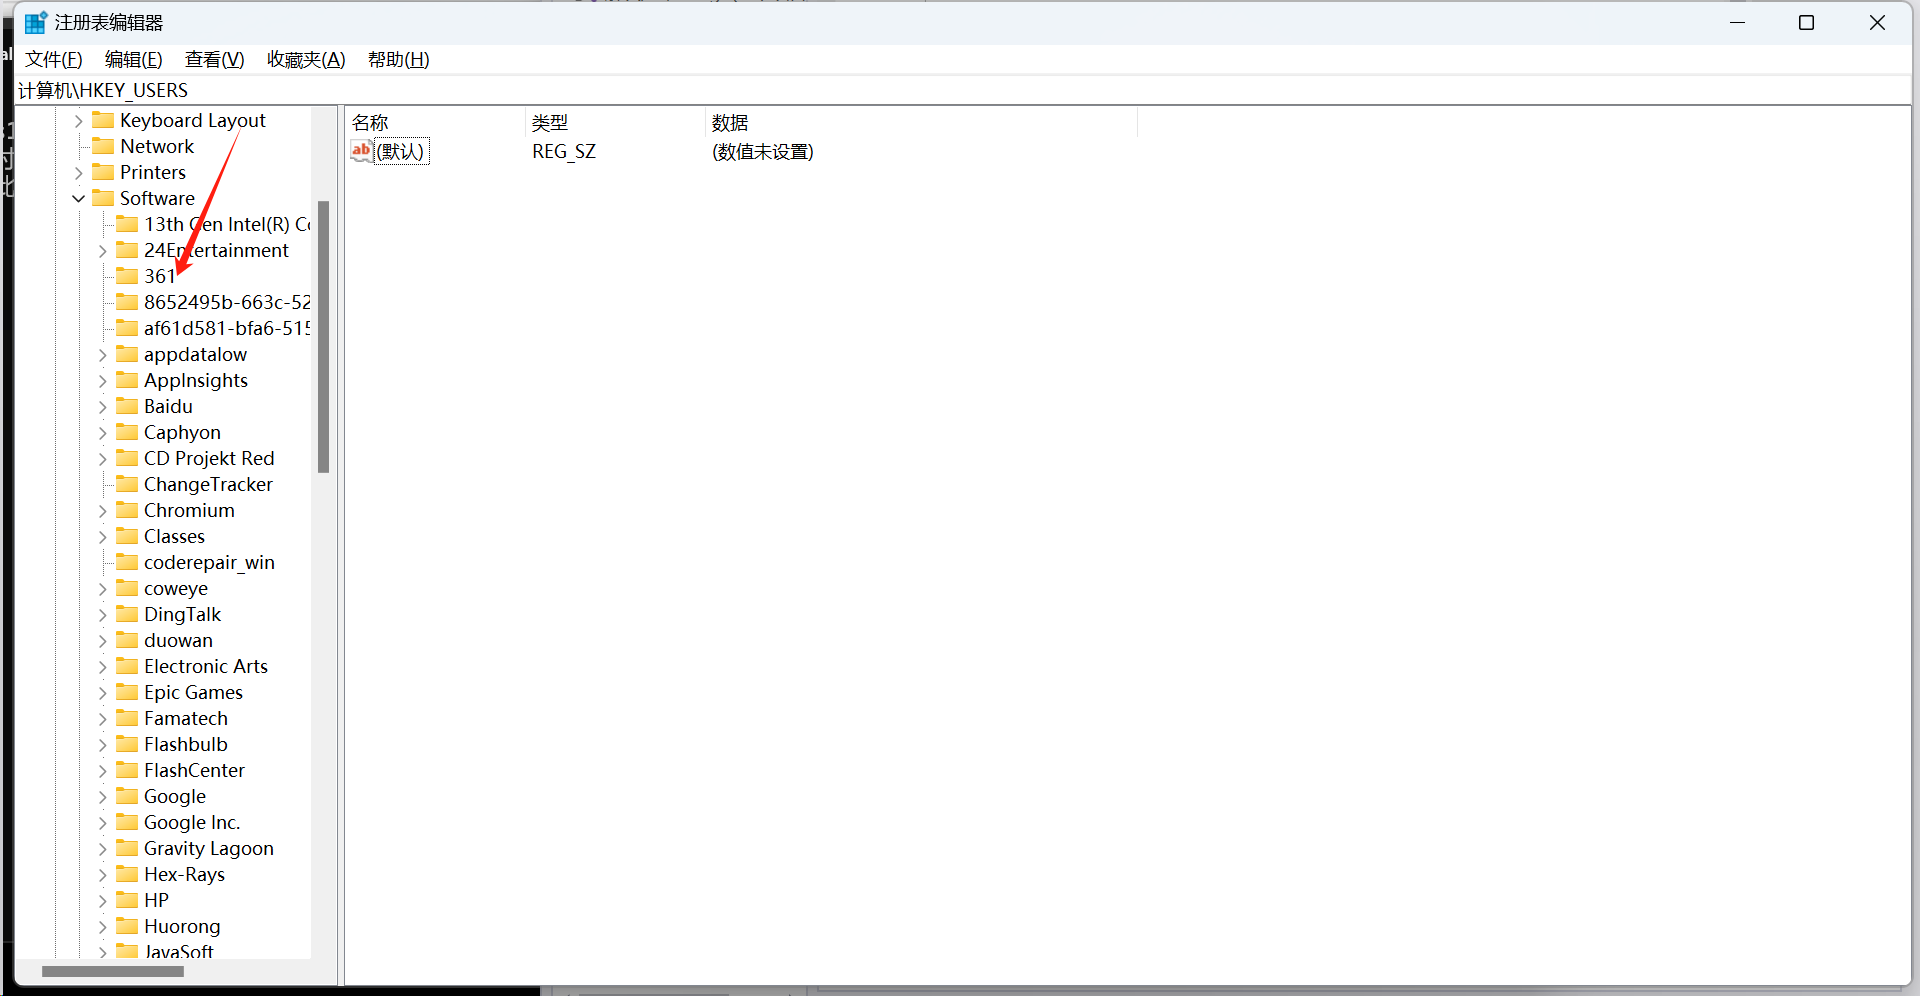 注册表编辑器
文件(F) 编辑(E) 查看(V) 收藏夹(A) 帮助(H)
计算机\HKEY_USERS
Keyboard Layout
Network
Printers
Software
13th Gen Intel(R) Co
24Entertainment
361
8652495b-663c-52
af61d581-bfa6-515
appdatalow
AppInsights
Baidu
Caphyon
CD Projekt Red
ChangeTracker
Chromium
Classes
coderepair_win
coweye
DingTalk
duowan
Electronic Arts
Epic Games
Famatech
Flashbulb
FlashCenter
Google
Google Inc.
Gravity Lagoon
Hex-Rays
HP
Huorong
JavaSoft
名称 类型 数据
ab (默认) REG_SZ (数值未设置)